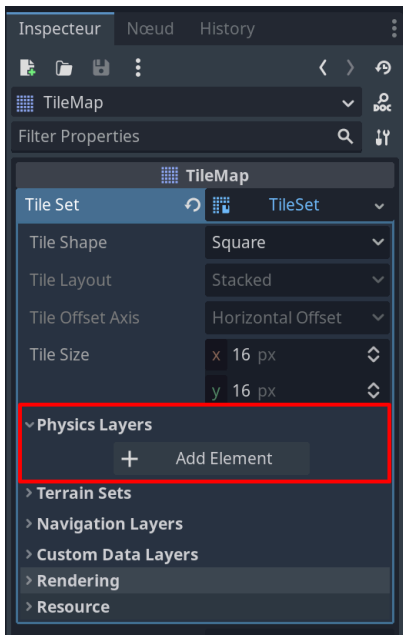 Inspecteur Nœud History
TileMap
DOC
Filter Properties
TileMap
Tile Set TileSet
Tile Shape Square
Tile Layout Stacked
Tile Offset Axis Horizontal Offset
Tile Size x 16 px
y 16 px
Physics Layers
+ Add Element
Terrain Sets
Navigation Layers
Custom Data Layers
Rendering
Resource